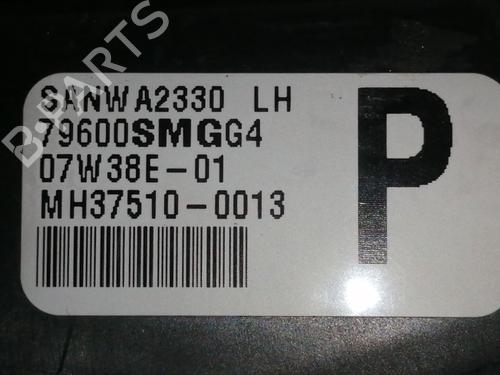 SANWA2330 LH
79600SMGG4
07W38E-01
MH37510-0013
P
B-PARTS